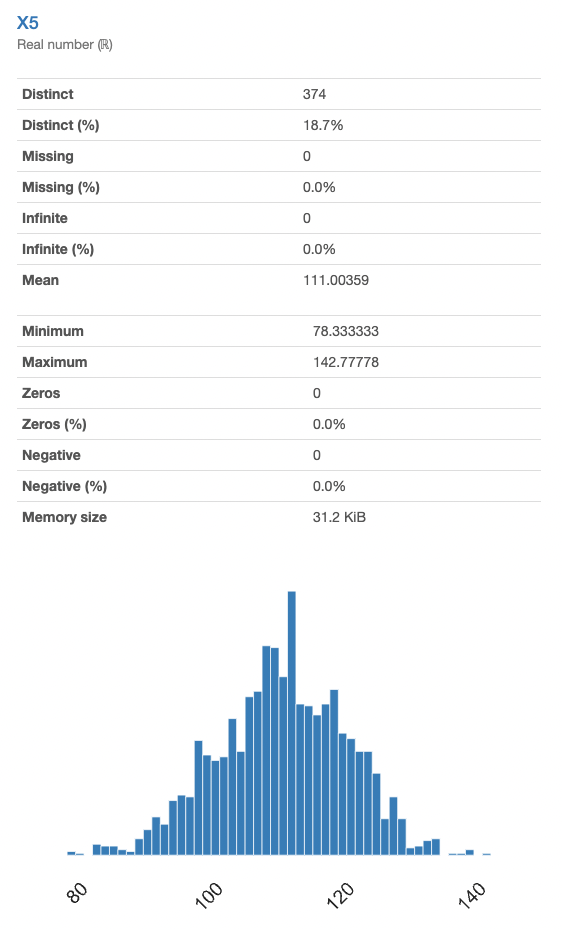 X5
Real number (ℝ)
Distinct 374
Distinct (%) 18.7%
Missing 0
Missing (%) 0.0%
Infinite 0
Infinite (%) 0.0%
Mean 111.00359
Minimum 78.333333
Maximum 142.77778
Zeros 0
Zeros (%) 0.0%
Negative 0
Negative (%) 0.0%
Memory size 31.2 KiB
80 100 120 140